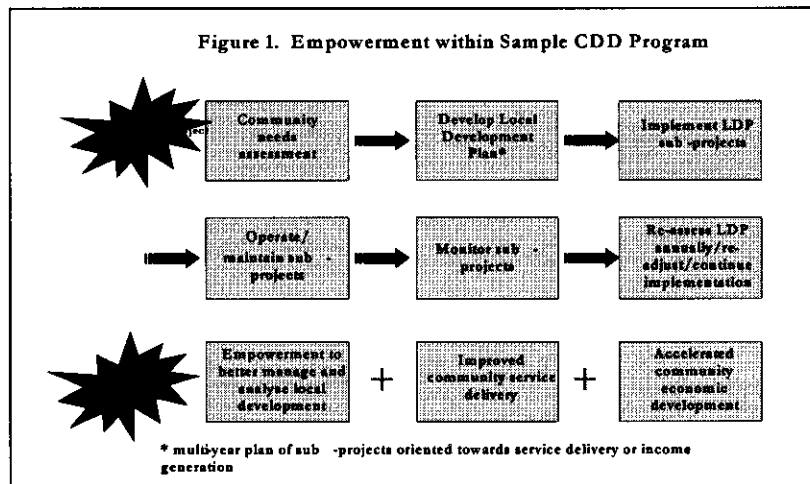 Figure 1. Empowerment within Sample CDD Program
Community
needs
assessment
Develop Local
Development
Plan*
Implement LDP
sub -projects
Operate/
maintain sub -
projects
Monitor sub -
projects
Re-assess LDP
annually/re-
adjust/continue
implementation
Empowerment to
better manage and
analyse local
development
+
Improved
community service
delivery
+
Accelerated
community
economic
development
* multi-year plan of sub -projects oriented towards service delivery or income
generation